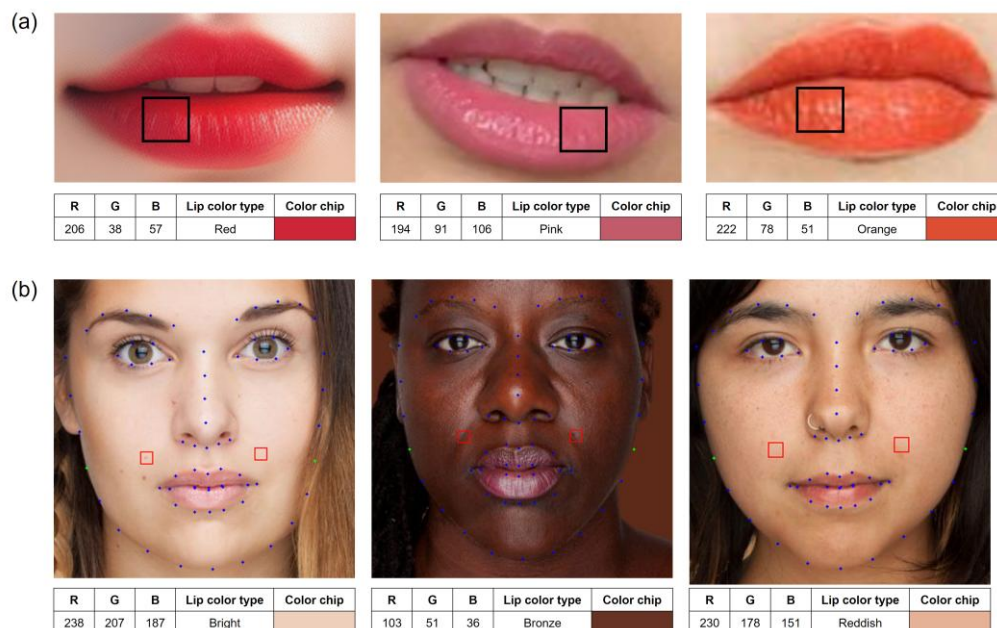 (a)
R G B Lip color type Color chip R G B Lip color type Color chip R G B Lip color type Color chip
206 38 57 Red 194 91 106 Pink 222 78 51 Orange
(b)
R G B Lip color type Color chip R G B Lip color type Color chip R G B Lip color type Color chip
238 207 187 Bright 103 51 36 Bronze 230 178 151 Reddish